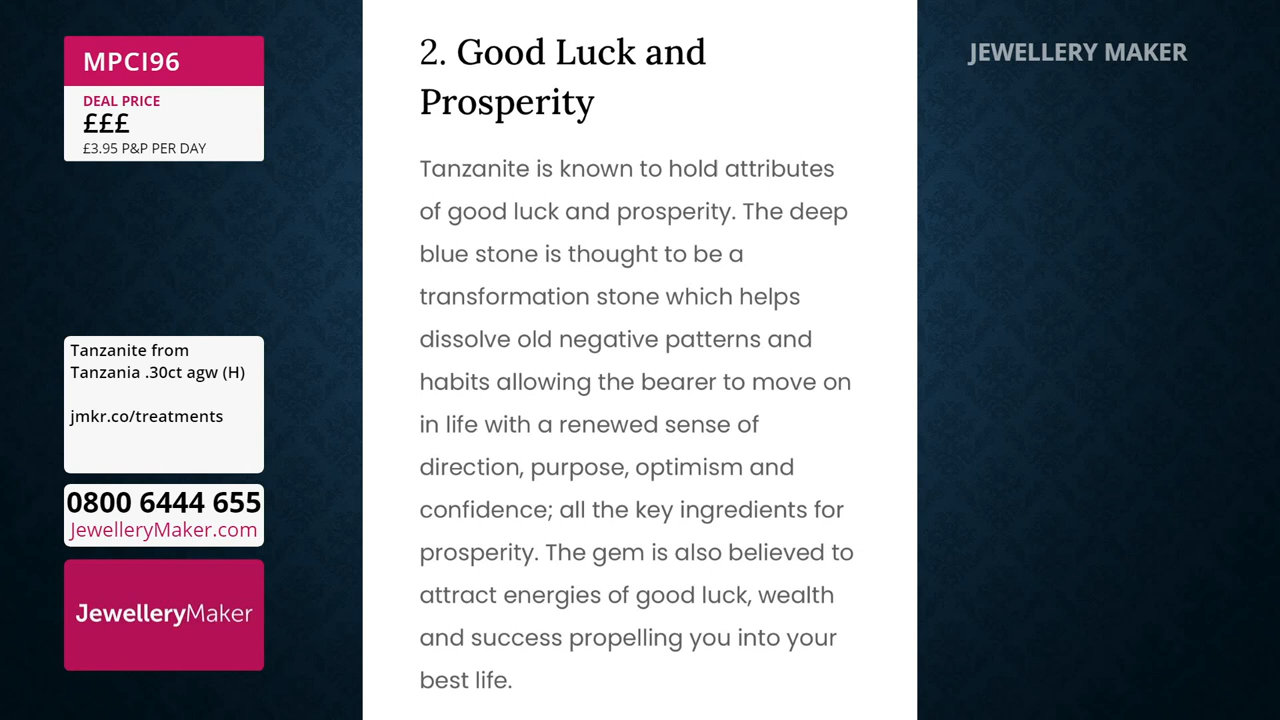 MPCI96
DEAL PRICE
£££
£3.95 P&P PER DAY
Tanzanite from
Tanzania .30ct agw (H)
jmkr.co/treatments
0800 6444 655
JewelleryMaker.com
JewelleryMaker
2. Good Luck and
Prosperity
Tanzanite is known to hold attributes
of good luck and prosperity. The deep
blue stone is thought to be a
transformation stone which helps
dissolve old negative patterns and
habits allowing the bearer to move on
in life with a renewed sense of
direction, purpose, optimism and
confidence; all the key ingredients for
prosperity. The gem is also believed to
attract energies of good luck, wealth
and success propelling you into your
best life.
JEWELLERY MAKER